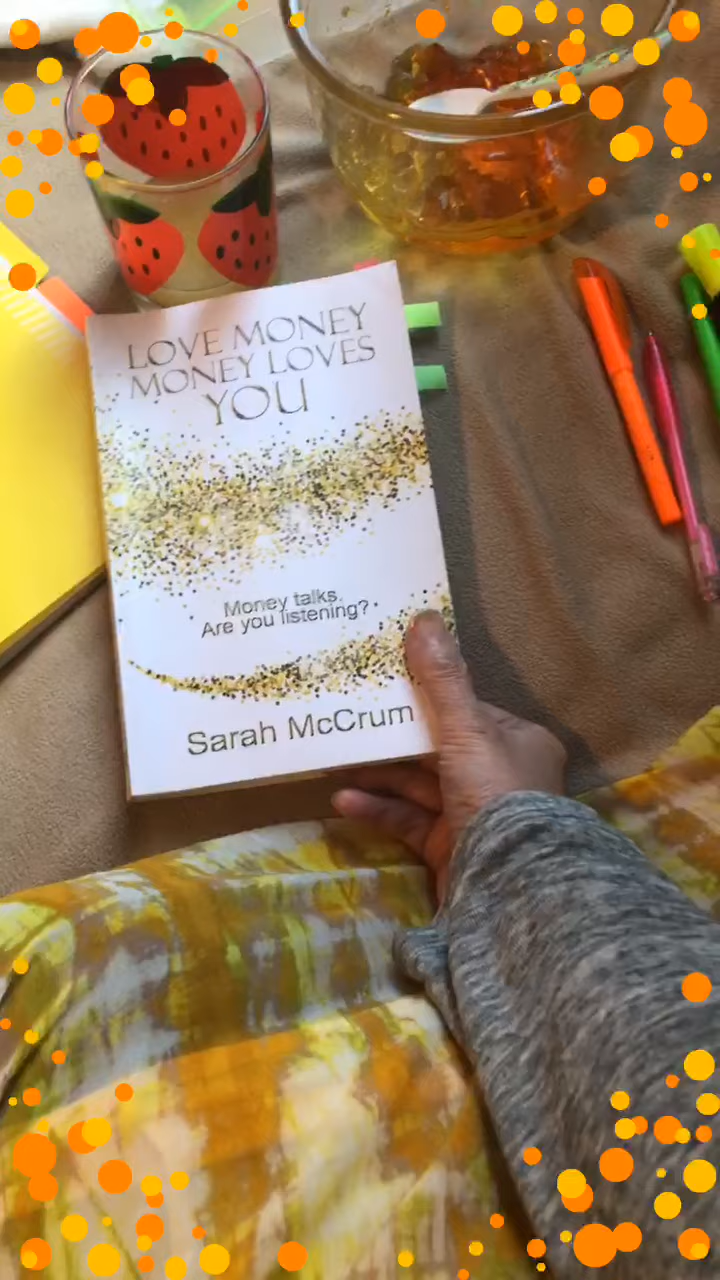 LOVE MONEY
MONEY LOVES
YOU
Money talks.
Are you listening?
Sarah McCrum